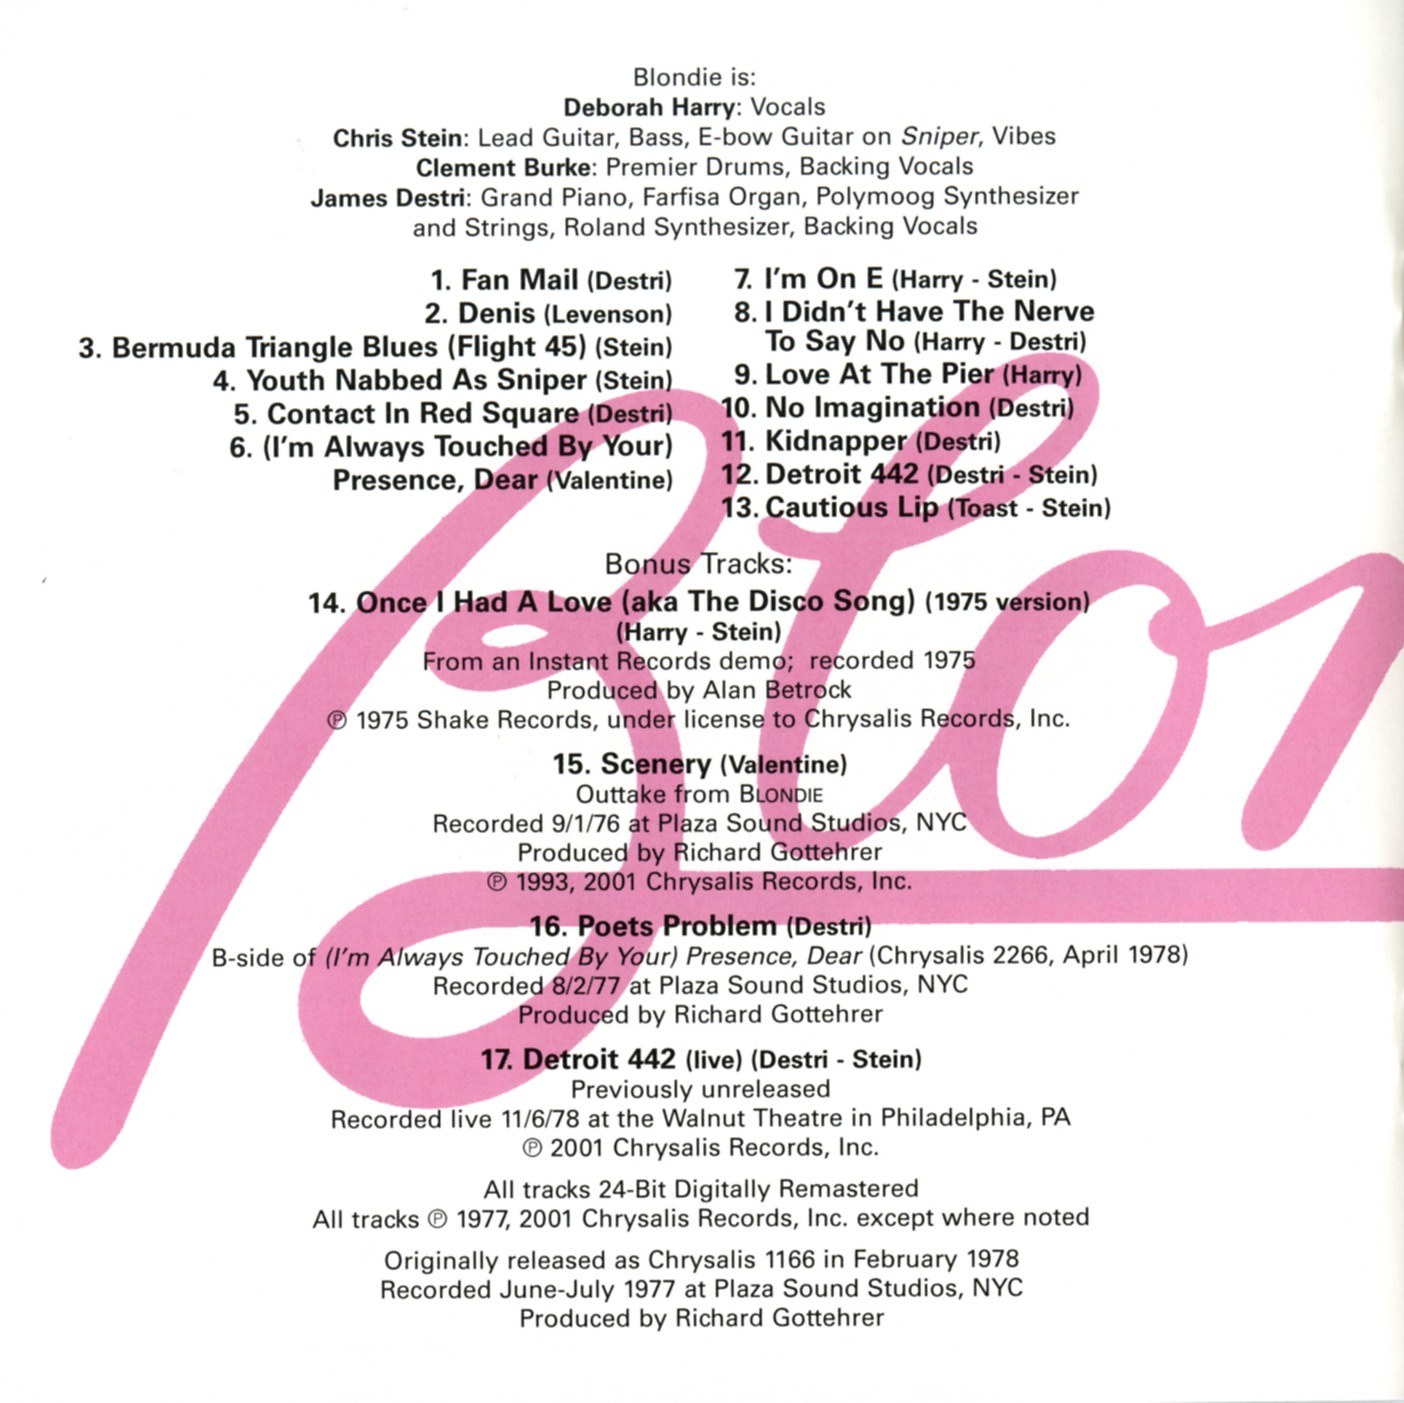 Blondie is:
Deborah Harry: Vocals
Chris Stein: Lead Guitar, Bass, E-bow Guitar on Sniper, Vibes
Clement Burke: Premier Drums, Backing Vocals
James Destri: Grand Piano, Farfisa Organ, Polymoog Synthesizer
and Strings, Roland Synthesizer, Backing Vocals
1. Fan Mail (Destri)
2. Denis (Levenson)
3. Bermuda Triangle Blues (Flight 45) (Stein)
4. Youth Nabbed As Sniper (Stein)
5. Contact In Red Square (Destri)
6. (I'm Always Touched By Your)
Presence, Dear (Valentine)
7. I'm On E (Harry - Stein)
8. I Didn't Have The Nerve
To Say No (Harry - Destri)
9. Love At The Pier (Harry)
10. No Imagination (Destri)
11. Kidnapper (Destri)
12. Detroit 442 (Destri - Stein)
13. Cautious Lip (Toast - Stein)
Bonus Tracks:
14. Once I Had A Love (aka The Disco Song) (1975 version)
(Harry - Stein)
From an Instant Records demo; recorded 1975
Produced by Alan Betrock
℗ 1975 Shake Records, under license to Chrysalis Records, Inc.
15. Scenery (Valentine)
Outtake from BLONDIE
Recorded 9/1/76 at Plaza Sound Studios, NYC
Produced by Richard Gottehrer
℗ 1993, 2001 Chrysalis Records, Inc.
16. Poets Problem (Destri)
B-side of (I'm Always Touched By Your) Presence, Dear (Chrysalis 2266, April 1978)
Recorded 8/2/77 at Plaza Sound Studios, NYC
Produced by Richard Gottehrer
17. Detroit 442 (live) (Destri - Stein)
Previously unreleased
Recorded live 11/6/78 at the Walnut Theatre in Philadelphia, PA
℗ 2001 Chrysalis Records, Inc.
All tracks 24-Bit Digitally Remastered
All tracks ℗ 1977, 2001 Chrysalis Records, Inc. except where noted
Originally released as Chrysalis 1166 in February 1978
Recorded June-July 1977 at Plaza Sound Studios, NYC
Produced by Richard Gottehrer